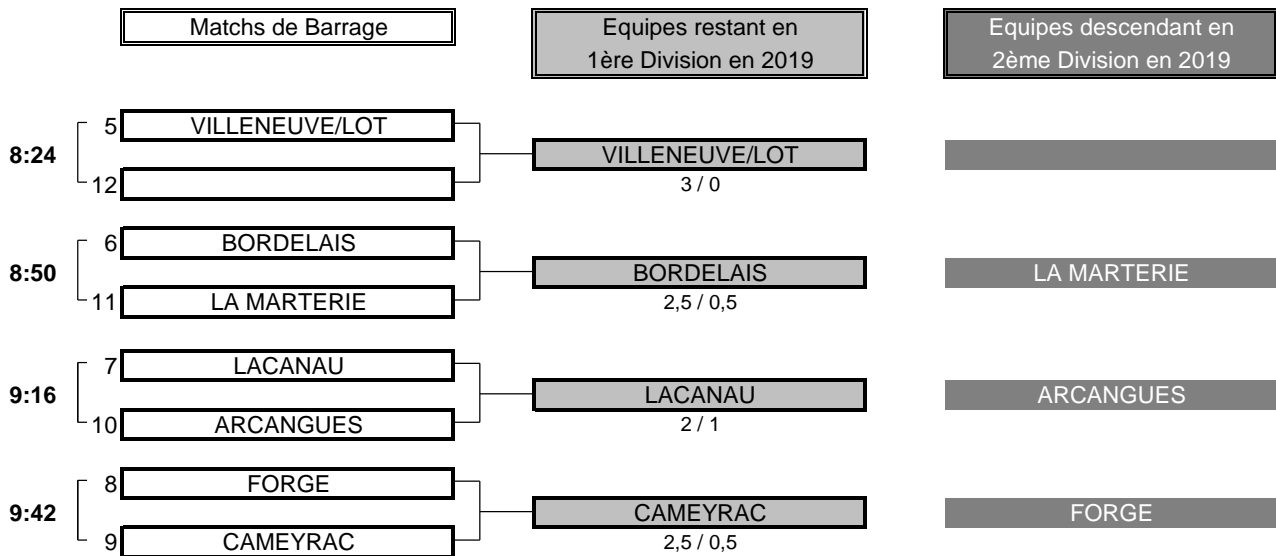 Matchs de Barrage
Equipes restant en
1ère Division en 2019
Equipes descendant en
2ème Division en 2019
8:24
5 VILLENEUVE/LOT
12
VILLENEUVE/LOT
3 / 0
8:50
6 BORDELAIS
11 LA MARTERIE
BORDELAIS
2,5 / 0,5
LA MARTERIE
9:16
7 LACANAU
10 ARCANGUES
LACANAU
2 / 1
ARCANGUES
9:42
8 FORGE
9 CAMEYRAC
CAMEYRAC
2,5 / 0,5
FORGE